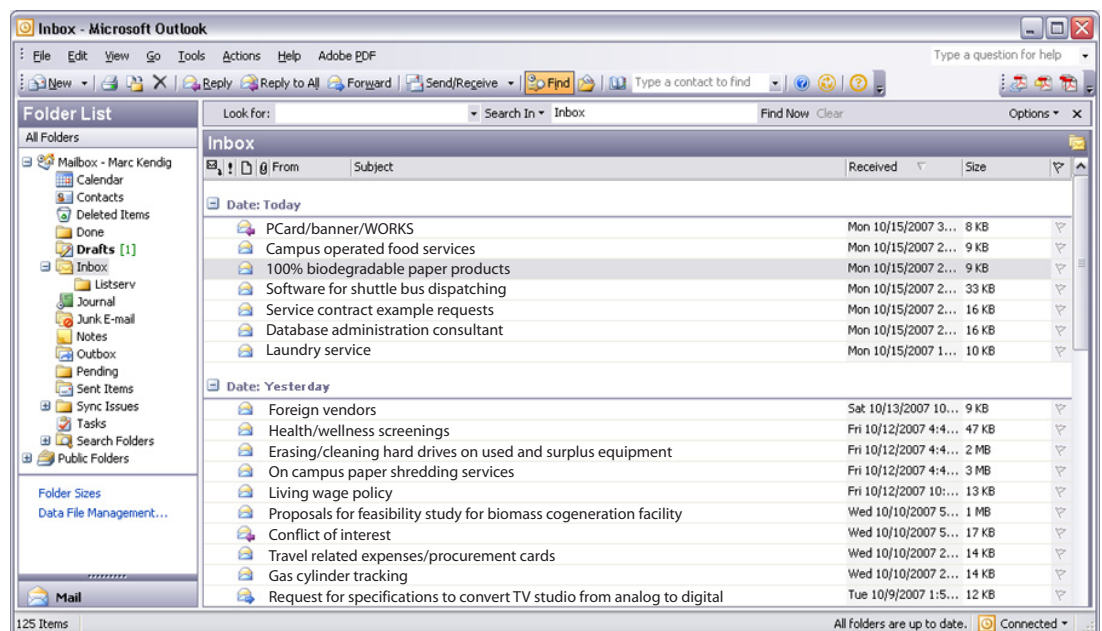 Inbox - Microsoft Outlook
File Edit View Go Tools Actions Help Adobe PDF Type a question for help
New Reply Reply to All Forward Send/Receive Find Type a contact to find
Folder List Look for: Search In Inbox Find Now Clear Options x
All Folders
Inbox
Mailbox - Marc Kendig
Calendar
Contacts
Deleted Items
Done
Drafts [1]
Inbox
Listserv
Journal
Junk E-mail
Notes
Outbox
Pending
Sent Items
Sync Issues
Tasks
Search Folders
Public Folders
Folder Sizes
Data File Management...
Mail
From Subject Received Size
Date: Today
PCard/banner/WORKS Mon 10/15/2007 3... 8 KB
Campus operated food services Mon 10/15/2007 2... 9 KB
100% biodegradable paper products Mon 10/15/2007 2... 9 KB
Software for shuttle bus dispatching Mon 10/15/2007 2... 33 KB
Service contract example requests Mon 10/15/2007 2... 16 KB
Database administration consultant Mon 10/15/2007 2... 16 KB
Laundry service Mon 10/15/2007 1... 10 KB
Date: Yesterday
Foreign vendors Sat 10/13/2007 10... 9 KB
Health/wellness screenings Fri 10/12/2007 4:4... 47 KB
Erasing/cleaning hard drives on used and surplus equipment Fri 10/12/2007 4:4... 2 MB
On campus paper shredding services Fri 10/12/2007 4:4... 3 MB
Living wage policy Fri 10/12/2007 10:... 13 KB
Proposals for feasibility study for biomass cogeneration facility Wed 10/10/2007 5... 1 MB
Conflict of interest Wed 10/10/2007 5... 17 KB
Travel related expenses/procurement cards Wed 10/10/2007 2... 14 KB
Gas cylinder tracking Wed 10/10/2007 2... 14 KB
Request for specifications to convert TV studio from analog to digital Tue 10/9/2007 1:5... 12 KB
125 Items All folders are up to date. Connected